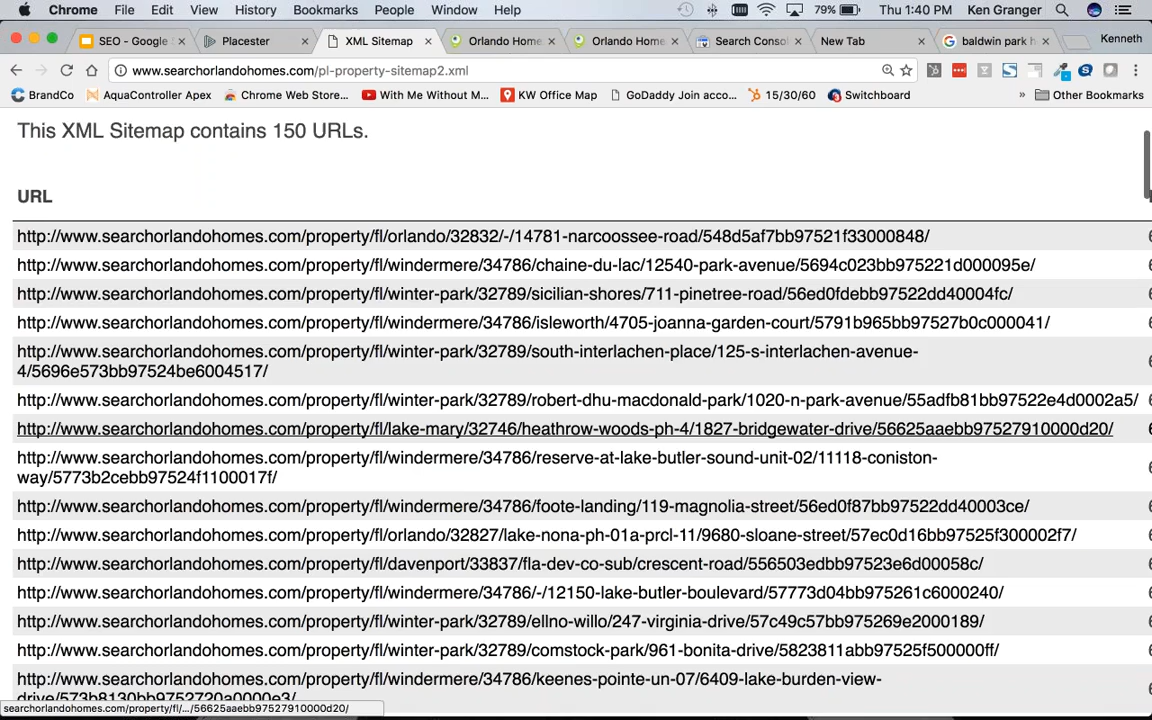 Chrome File Edit View History Bookmarks People Window Help 79% Thu 1:40 PM Ken Granger
SEO - Google Placester XML Sitemap Orlando Home Orlando Home Search Conso New Tab baldwin park h Kenneth
www.searchorlandohomes.com/pl-property-sitemap2.xml
BrandCo AquaController Apex Chrome Web Store... With Me Without M... KW Office Map GoDaddy Join acco... 15/30/60 Switchboard » Other Bookmarks
This XML Sitemap contains 150 URLs.
URL
http://www.searchorlandohomes.com/property/fl/orlando/32832/-/14781-narcoossee-road/548d5af7bb97521f33000848/
http://www.searchorlandohomes.com/property/fl/windermere/34786/chaine-du-lac/12540-park-avenue/5694c023bb975221d000095e/
http://www.searchorlandohomes.com/property/fl/winter-park/32789/sicilian-shores/711-pinetree-road/56ed0fdebb97522dd40004fc/
http://www.searchorlandohomes.com/property/fl/windermere/34786/isleworth/4705-joanna-garden-court/5791b965bb97527b0c000041/
http://www.searchorlandohomes.com/property/fl/winter-park/32789/south-interlachen-place/125-s-interlachen-avenue-
4/5696e573bb97524be6004517/
http://www.searchorlandohomes.com/property/fl/winter-park/32789/robert-dhu-macdonald-park/1020-n-park-avenue/55adfb81bb97522e4d0002a5/
http://www.searchorlandohomes.com/property/fl/lake-mary/32746/heathrow-woods-ph-4/1827-bridgewater-drive/56625aaebb97527910000d20/
http://www.searchorlandohomes.com/property/fl/windermere/34786/reserve-at-lake-butler-sound-unit-02/11118-coniston-
way/5773b2cebb97524f1100017f/
http://www.searchorlandohomes.com/property/fl/windermere/34786/foote-landing/119-magnolia-street/56ed0f87bb97522dd40003ce/
http://www.searchorlandohomes.com/property/fl/orlando/32827/lake-nona-ph-01a-prcl-11/9680-sloane-street/57ec0d16bb97525f300002f7/
http://www.searchorlandohomes.com/property/fl/davenport/33837/fla-dev-co-sub/crescent-road/556503edbb97523e6d00058c/
http://www.searchorlandohomes.com/property/fl/windermere/34786/-/12150-lake-butler-boulevard/57773d04bb975261c6000240/
http://www.searchorlandohomes.com/property/fl/winter-park/32789/ellno-willo/247-virginia-drive/57c49c57bb975269e2000189/
http://www.searchorlandohomes.com/property/fl/winter-park/32789/comstock-park/961-bonita-drive/5823811abb97525f500000ff/
http://www.searchorlandohomes.com/property/fl/windermere/34786/keenes-pointe-un-07/6409-lake-burden-view-
drive/573b8130bb9752720a0000e3/
searchorlandohomes.com/property/fl/.../56625aaebb97527910000d20/